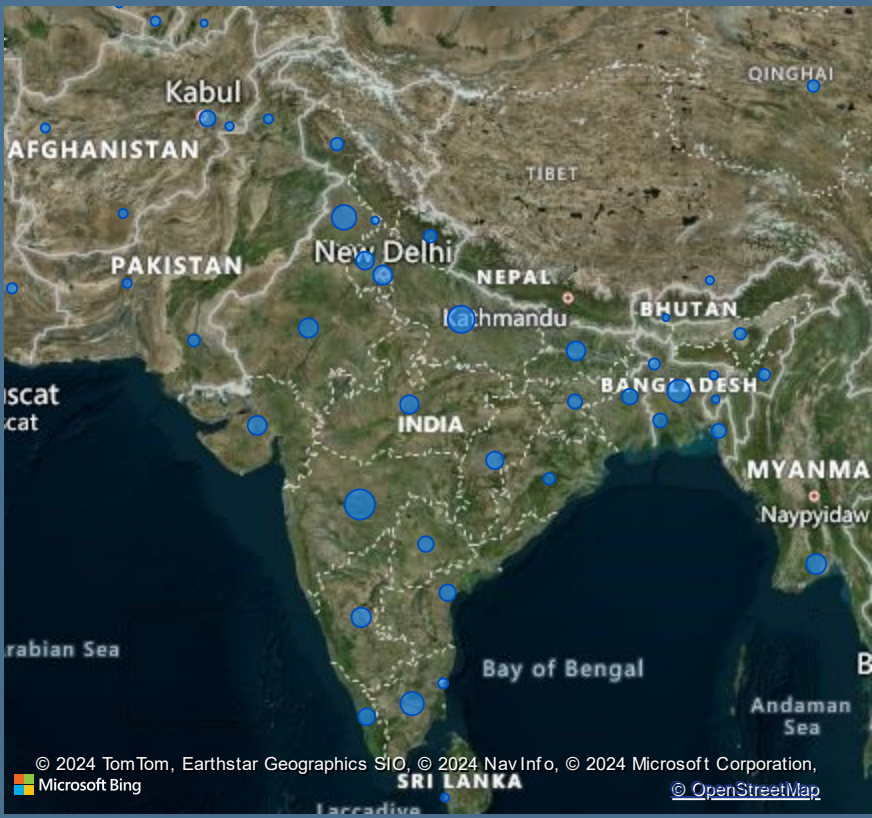 QINGHAI
Kabul
AFGHANISTAN
TIBET
New Delhi
PAKISTAN
NEPAL
BHUTAN
Kathmandu
BANGLADESH
scat
cat
INDIA
MYANMA
Naypyidaw
rabian Sea
Bay of Bengal
B
Andaman
Sea
© 2024 TomTom, Earthstar Geographics SIO, © 2024 NavInfo, © 2024 Microsoft Corporation,
Microsoft Bing
SRI LANKA
© OpenStreetMap
Laccadive